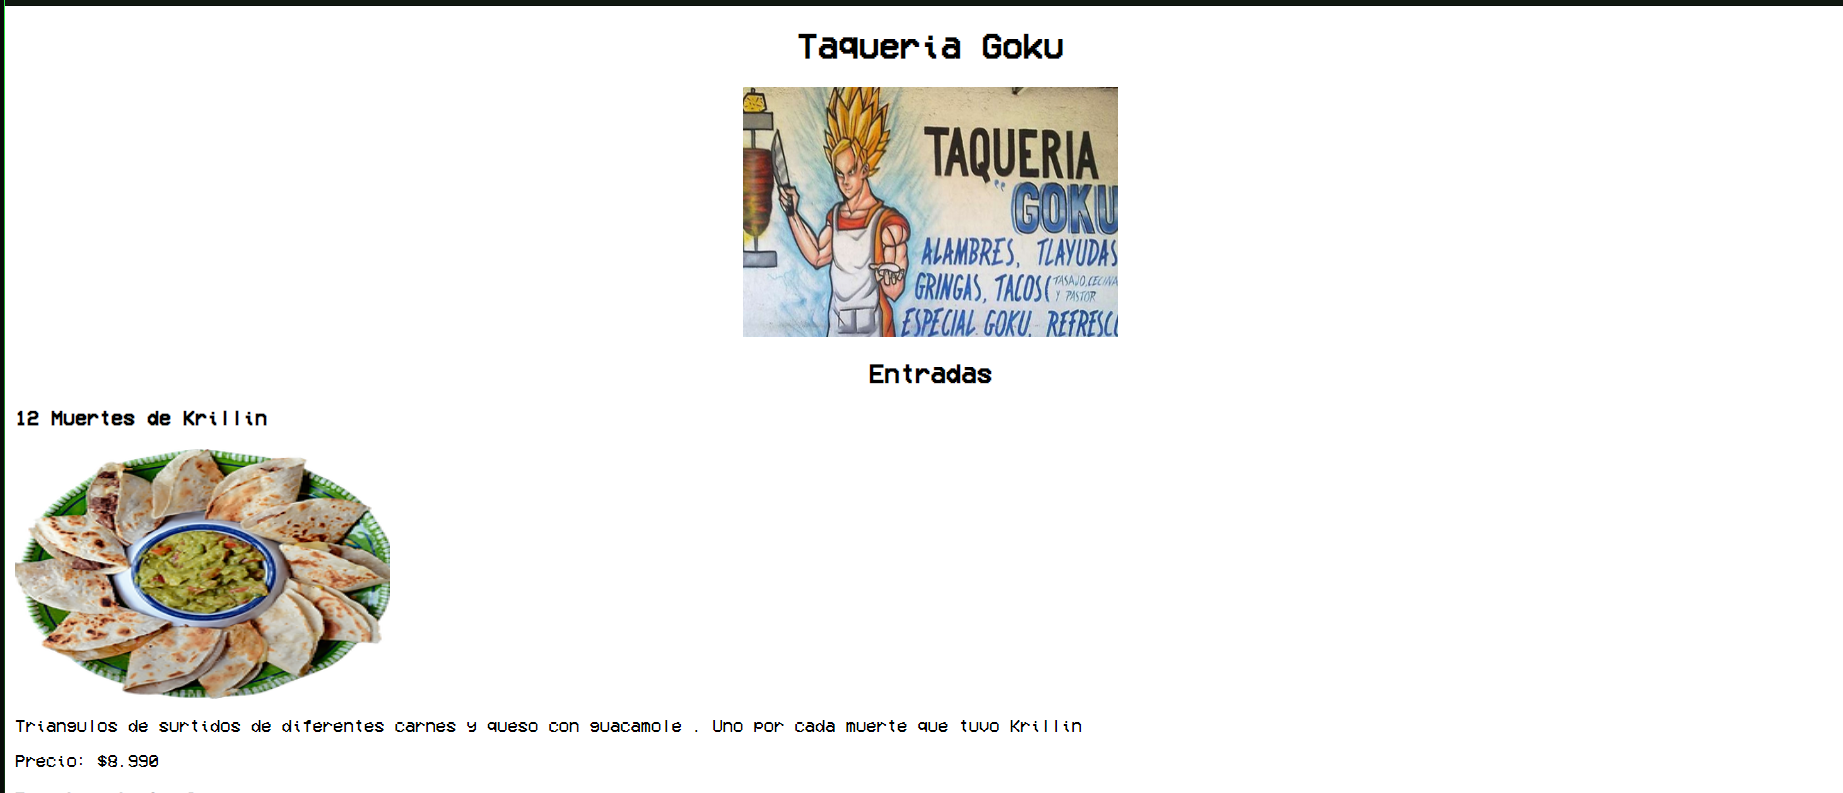 Taqueria Goku
TAQUERIA
"GOKU
ALAMBRES, TLAYUDAS
GRINGAS, TACOS (TASAJO, CECINA
Y PASTOR
ESPECIAL GOKU. REFRESC
Entradas
12 Muertes de Krillin
Triangulos de surtidos de diferentes carnes y queso con guacamole . Uno por cada muerte que tuvo Krillin
Precio: $8.990